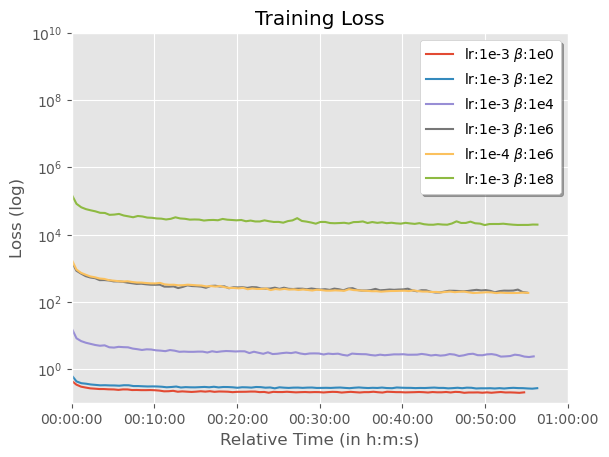 Training Loss
10^10
10^8
10^6
10^4
10^2
10^0
Loss (log)
lr:1e-3 β:1e0
lr:1e-3 β:1e2
lr:1e-3 β:1e4
lr:1e-3 β:1e6
lr:1e-4 β:1e6
lr:1e-3 β:1e8
00:00:00 00:10:00 00:20:00 00:30:00 00:40:00 00:50:00 01:00:00
Relative Time (in h:m:s)